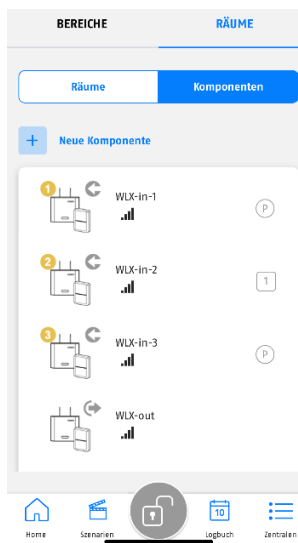 BEREICHE RÄUME
Räume Komponenten
+ Neue Komponente
1 WLX-in-1 P
2 WLX-in-2 1
3 WLX-in-3 P
WLX-out
10
Home Szenarien Logbuch Zentralen